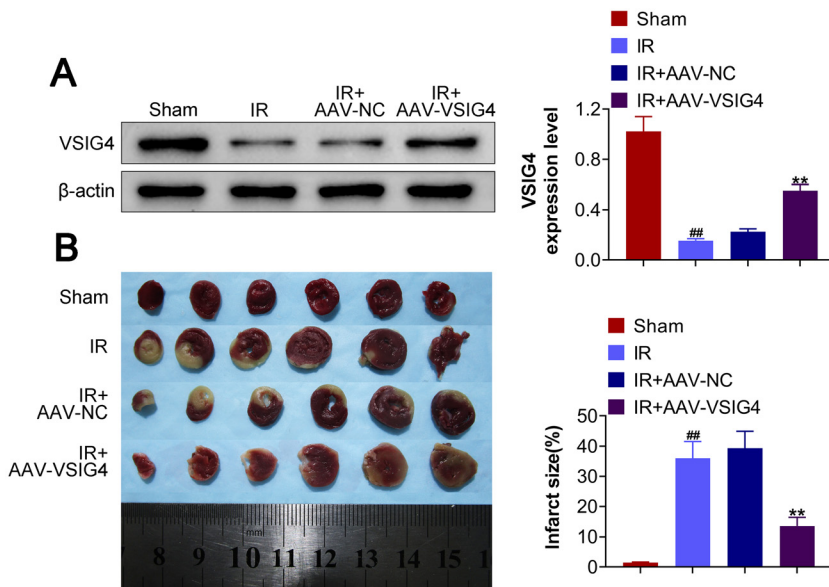 A
Sham
IR
IR+
AAV-NC
IR+
AAV-VSIG4
VSIG4
β-actin
Sham
IR
IR+AAV-NC
IR+AAV-VSIG4
VSIG4
expression level
1.2
0.8
0.4
0.0
##
**
B
Sham
IR
IR+
AAV-NC
IR+
AAV-VSIG4
mm
8 9 10 11 12 13 14 15
Sham
IR
IR+AAV-NC
IR+AAV-VSIG4
Infarct size(%)
50
40
30
20
10
0
##
**